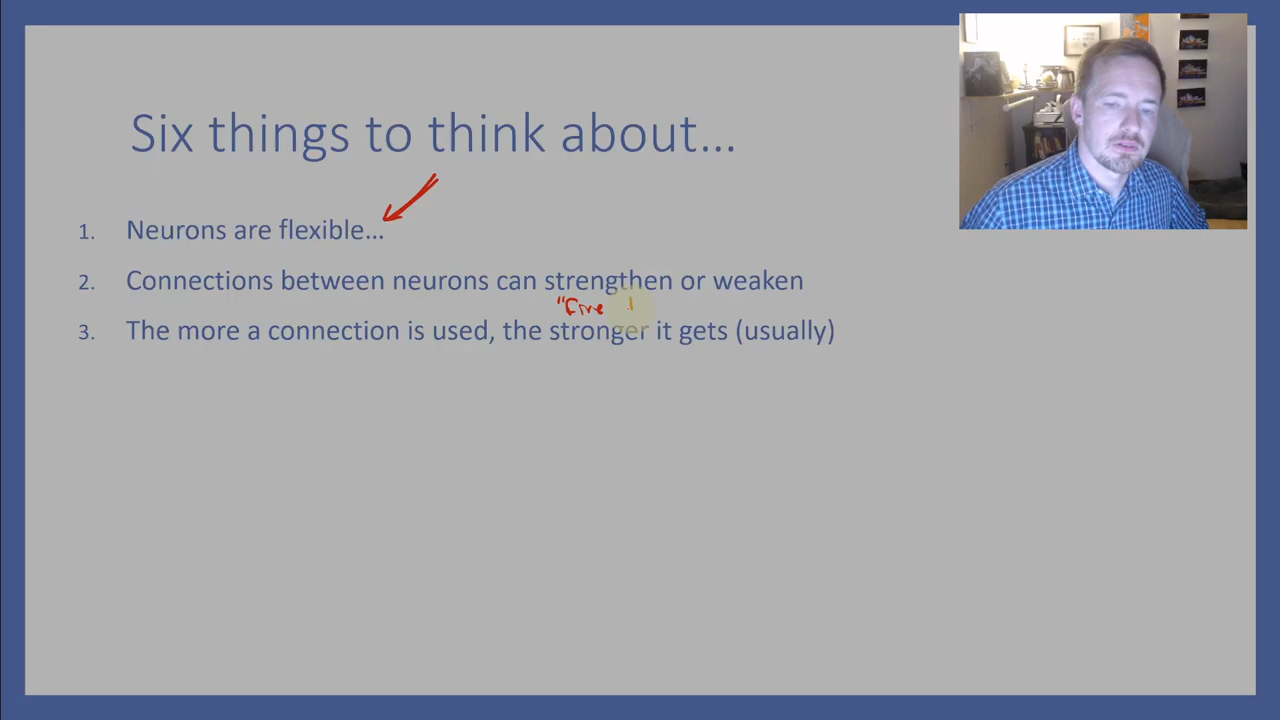 Six things to think about...
1. Neurons are flexible...
2. Connections between neurons can strengthen or weaken
"Fire
3. The more a connection is used, the stronger it gets (usually)